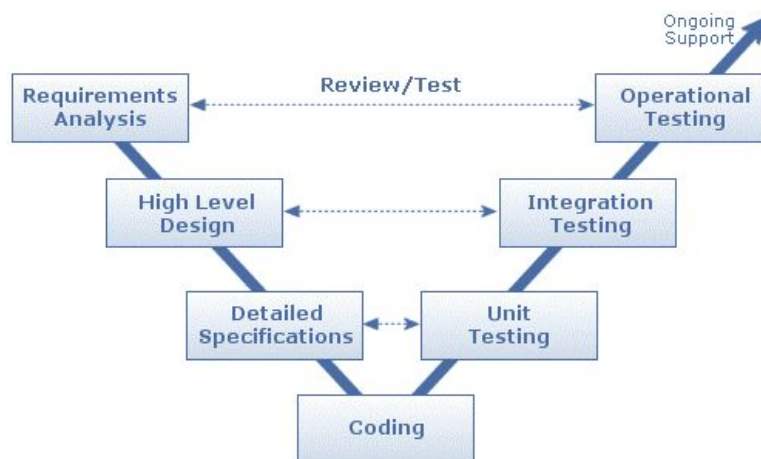 Ongoing
Support
Requirements
Analysis
Review/Test
Operational
Testing
High Level
Design
Integration
Testing
Detailed
Specifications
Unit
Testing
Coding